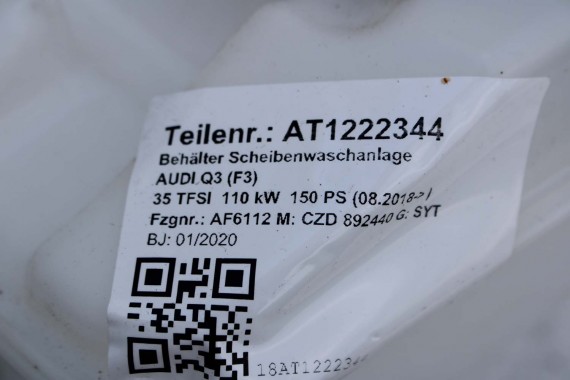 Teilenr.: AT1222344
Behälter Scheibenwaschanlage
AUDI Q3 (F3)
35 TFSI 110 kW 150 PS (08.2018->)
Fzgnr.: AF6112 M: CZD 892440 G: SYT
BJ: 01/2020
18AT1222344